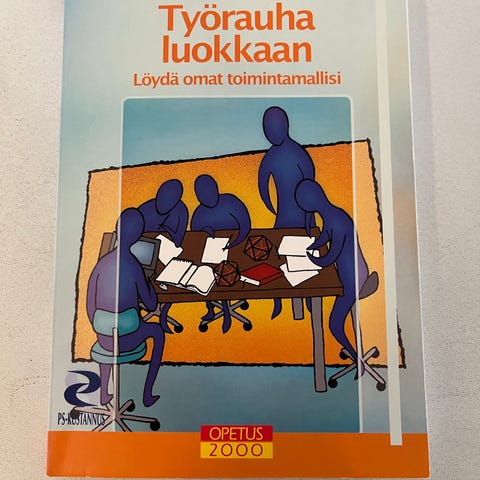 Työrauha
luokkaan
Löydä omat toimintamallisi
PS-KUSTANNUS
OPETUS
2000